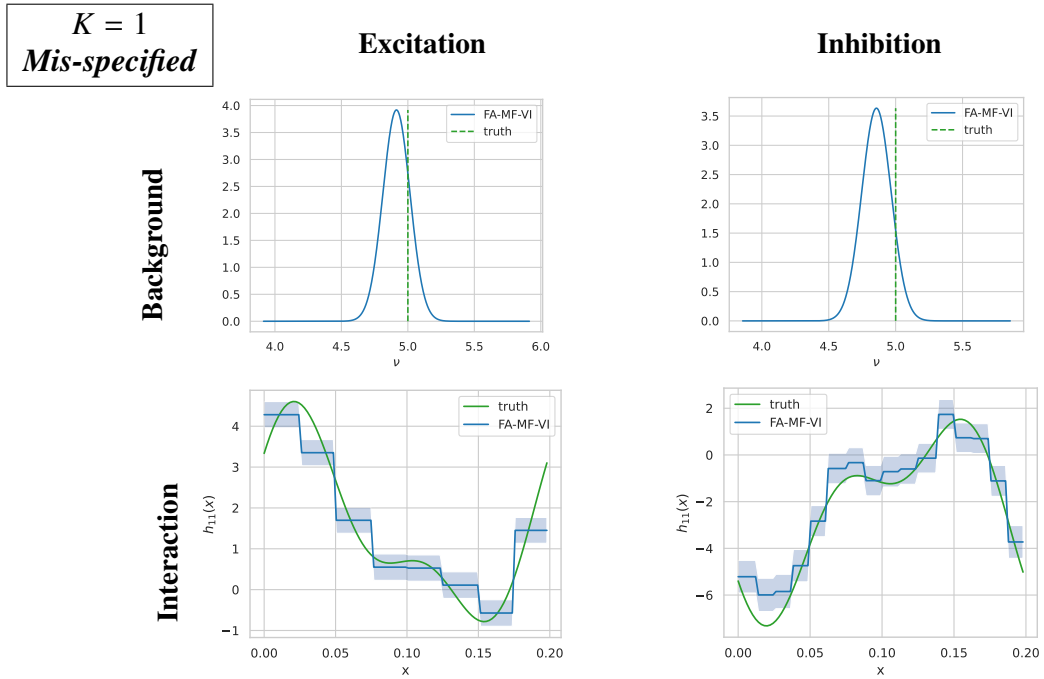 K = 1
Mis-specified
Excitation
Inhibition
Background
4.0
3.5
3.0
2.5
2.0
1.5
1.0
0.5
0.0
FA-MF-VI
truth
4.0
4.5
5.0
5.5
6.0
ν
3.5
3.0
2.5
2.0
1.5
1.0
0.5
0.0
FA-MF-VI
truth
4.0
4.5
5.0
5.5
ν
Interaction
h₁₁(x)
4
3
2
1
0
−1
truth
FA-MF-VI
0.00
0.05
0.10
0.15
0.20
x
h₁₁(x)
2
0
−2
−4
−6
truth
FA-MF-VI
0.00
0.05
0.10
0.15
0.20
x